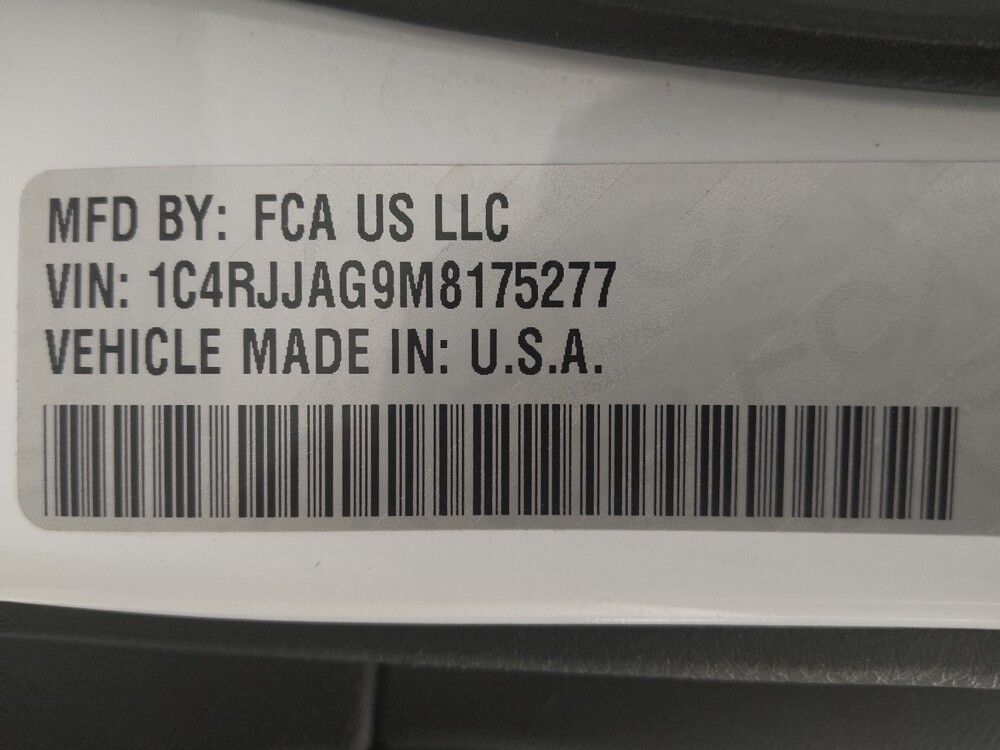 MFD BY: FCA US LLC
VIN: 1C4RJJAG9M8175277
VEHICLE MADE IN: U.S.A.